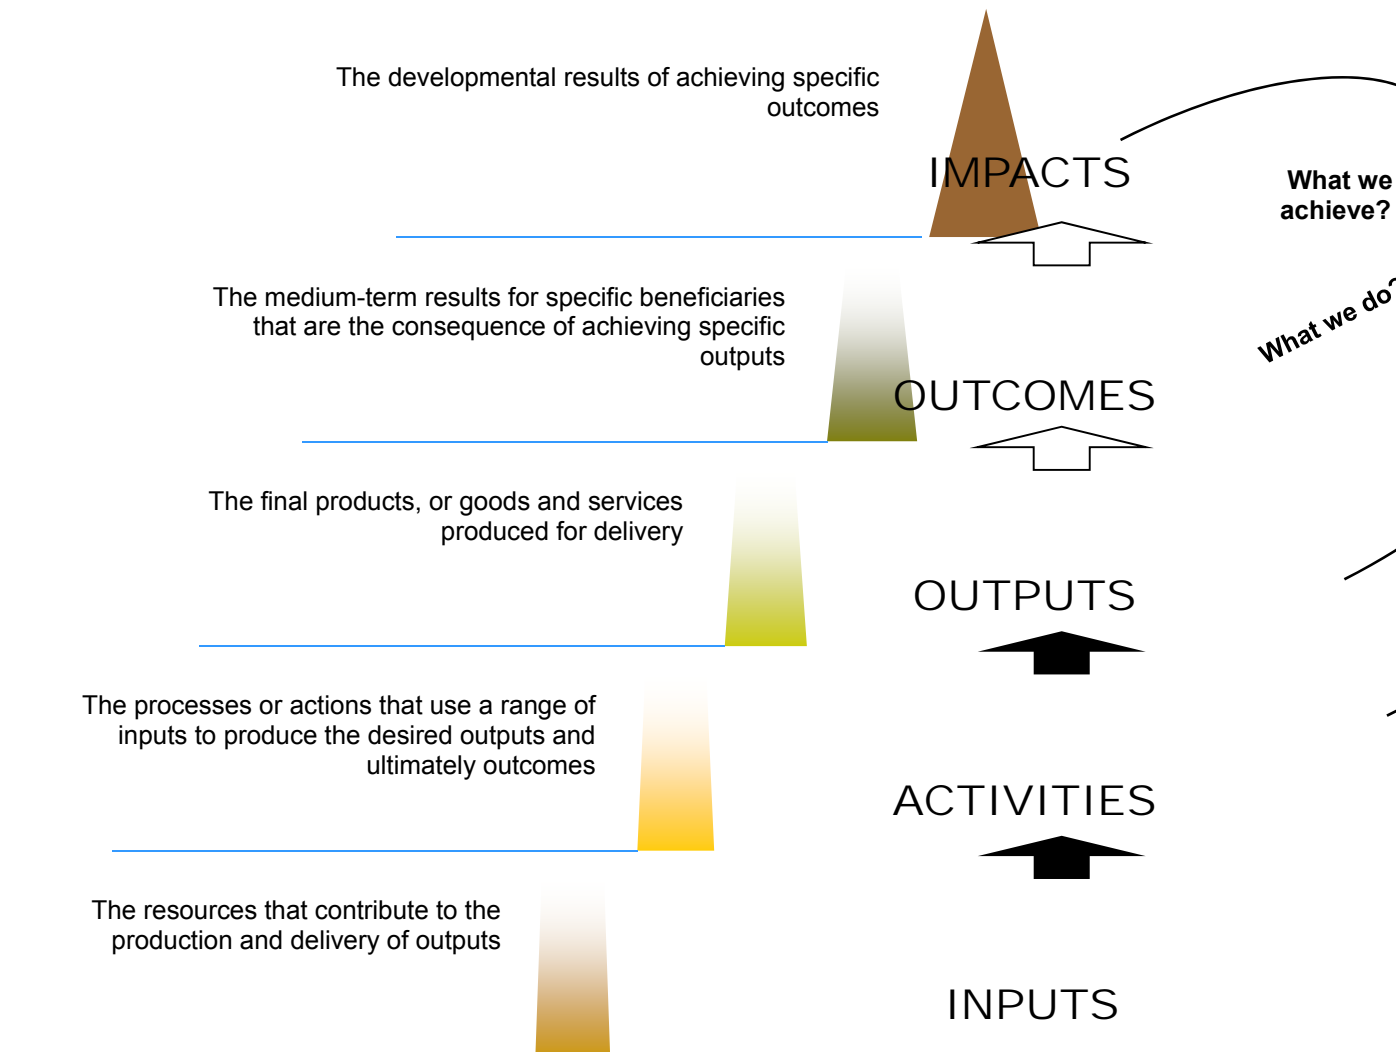 The developmental results of achieving specific
outcomes
IMPACTS
What we
achieve?
The medium-term results for specific beneficiaries
that are the consequence of achieving specific
outputs
What we do?
OUTCOMES
The final products, or goods and services
produced for delivery
OUTPUTS
The processes or actions that use a range of
inputs to produce the desired outputs and
ultimately outcomes
ACTIVITIES
The resources that contribute to the
production and delivery of outputs
INPUTS